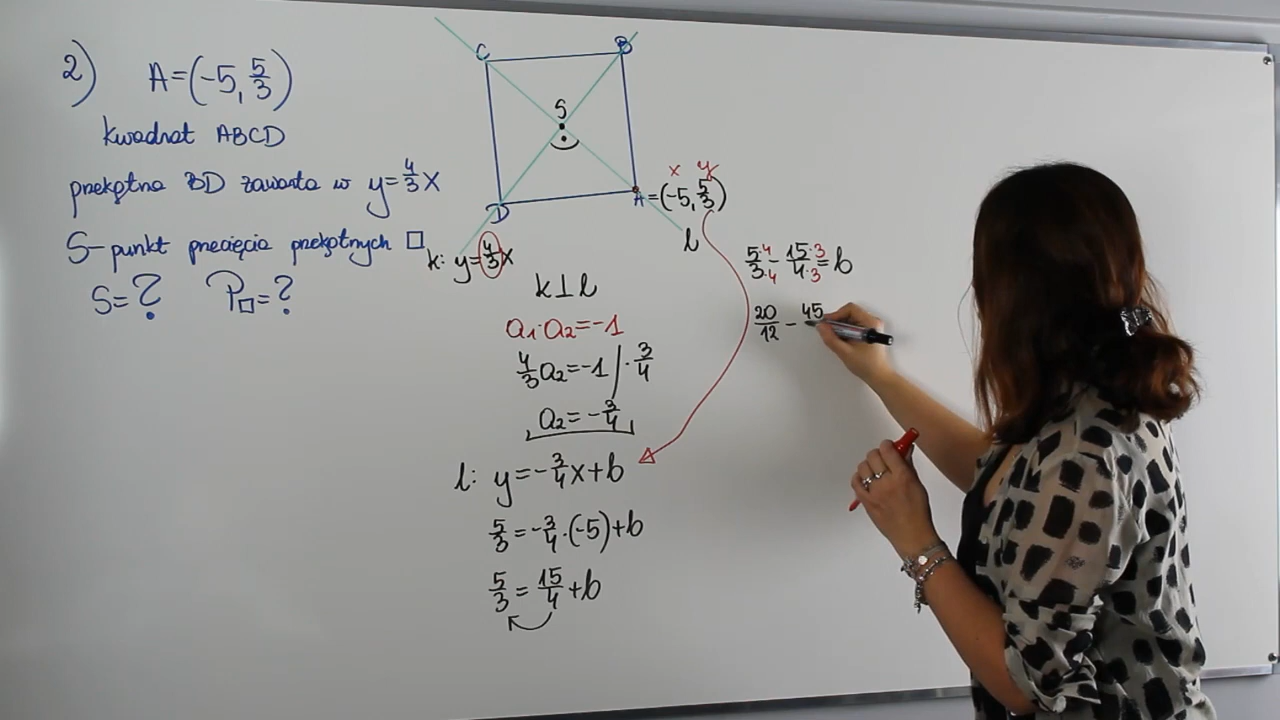 2) A=(-5, 5/3)
kwadrat ABCD
przekątna BD zawarta w y=4/3x
S-punkt przecięcia przekątnych □
S=? P□=?
C
B
S
D
x y
A=(-5, 5/3)
l
k: y=4/3x
k⊥l
a₁·a₂=-1
4/3a₂=-1 /·3/4
a₂=-3/4
l: y=-3/4x+b
5/3=-3/4·(-5)+b
5/3=15/4+b
5·4/3·4 - 15·3/4·3=b
20/12-45